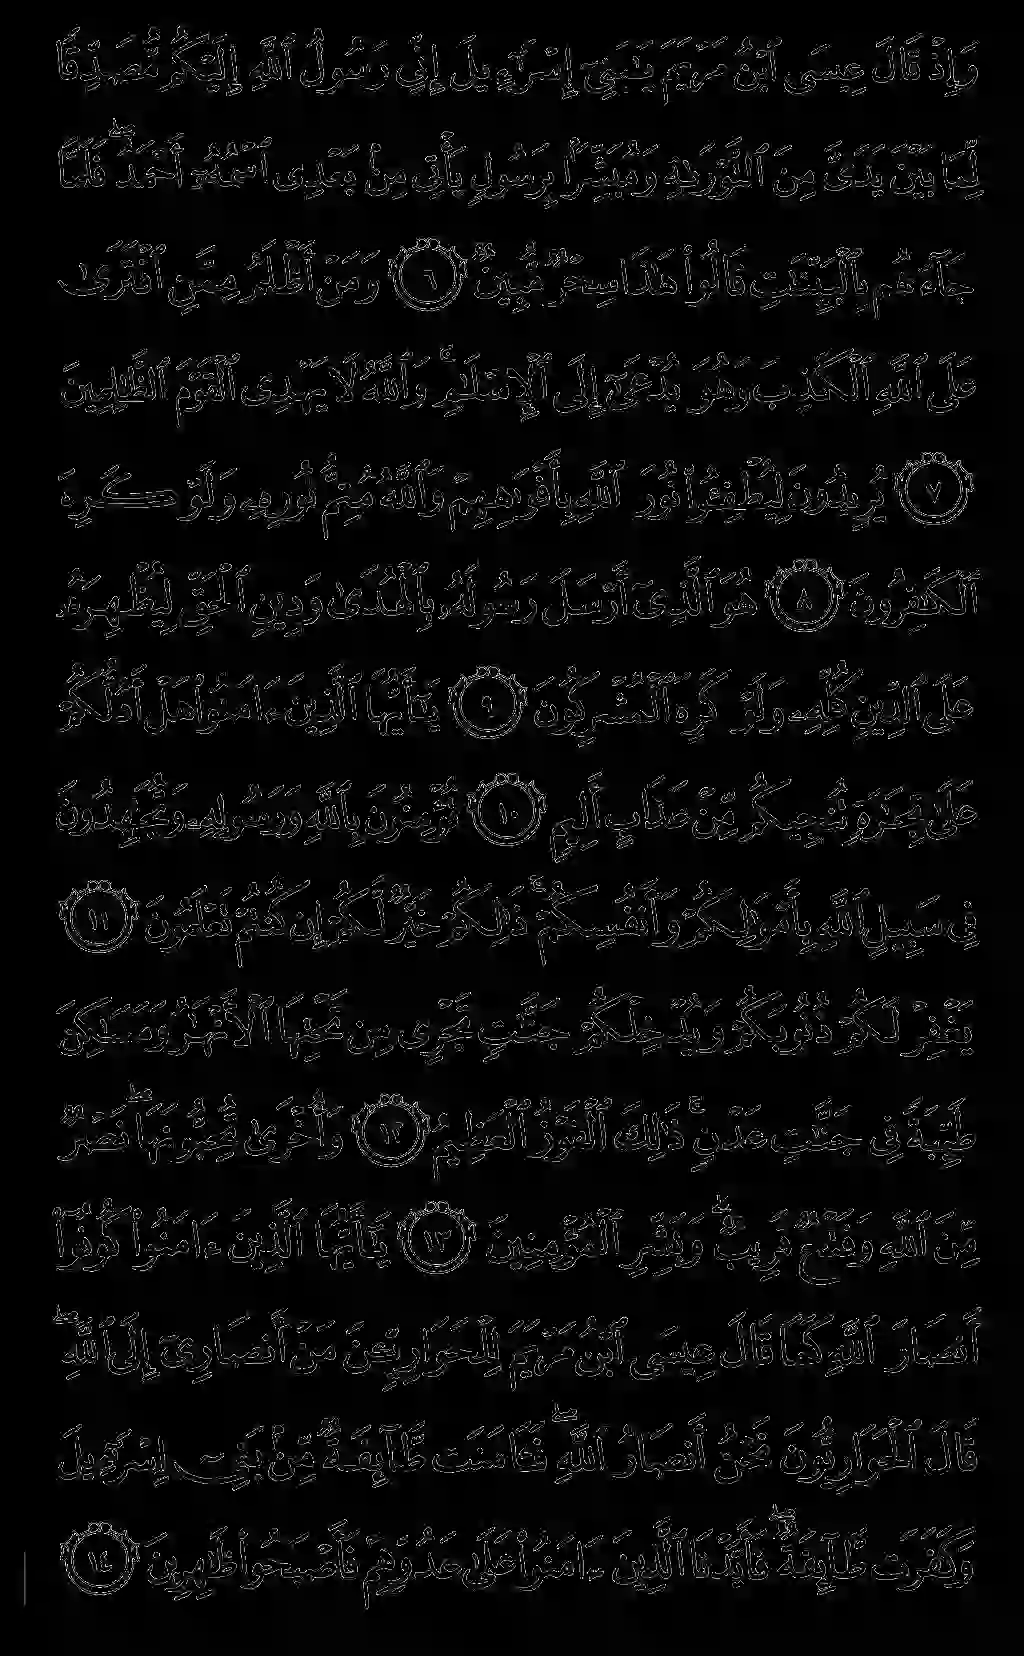 وَإِذْ قَالَ عِيسَى ٱبْنُ مَرْيَمَ يَـٰبَنِىٓ إِسْرَٰٓءِيلَ إِنِّى رَسُولُ ٱللَّهِ إِلَيْكُم مُّصَدِّقًا
لِّمَا بَيْنَ يَدَىَّ مِنَ ٱلتَّوْرَىٰةِ وَمُبَشِّرًۢا بِرَسُولٍ يَأْتِى مِنۢ بَعْدِى ٱسْمُهُۥٓ أَحْمَدُ ۖ فَلَمَّا
جَآءَهُم بِٱلْبَيِّنَـٰتِ قَالُوا۟ هَـٰذَا سِحْرٌ مُّبِينٌ ٦ وَمَنْ أَظْلَمُ مِمَّنِ ٱفْتَرَىٰ
عَلَى ٱللَّهِ ٱلْكَذِبَ وَهُوَ يُدْعَىٰٓ إِلَى ٱلْإِسْلَـٰمِ ۚ وَٱللَّهُ لَا يَهْدِى ٱلْقَوْمَ ٱلظَّـٰلِمِينَ
٧ يُرِيدُونَ لِيُطْفِـُٔوا۟ نُورَ ٱللَّهِ بِأَفْوَٰهِهِمْ وَٱللَّهُ مُتِمُّ نُورِهِۦ وَلَوْ كَرِهَ
ٱلْكَـٰفِرُونَ ٨ هُوَ ٱلَّذِىٓ أَرْسَلَ رَسُولَهُۥ بِٱلْهُدَىٰ وَدِينِ ٱلْحَقِّ لِيُظْهِرَهُۥ
عَلَى ٱلدِّينِ كُلِّهِۦ وَلَوْ كَرِهَ ٱلْمُشْرِكُونَ ٩ يَـٰٓأَيُّهَا ٱلَّذِينَ ءَامَنُوا۟ هَلْ أَدُلُّكُمْ
عَلَىٰ تِجَـٰرَةٍ تُنجِيكُم مِّنْ عَذَابٍ أَلِيمٍ ١٠ تُؤْمِنُونَ بِٱللَّهِ وَرَسُولِهِۦ وَتُجَـٰهِدُونَ
فِى سَبِيلِ ٱللَّهِ بِأَمْوَٰلِكُمْ وَأَنفُسِكُمْ ۚ ذَٰلِكُمْ خَيْرٌ لَّكُمْ إِن كُنتُمْ تَعْلَمُونَ ١١
يَغْفِرْ لَكُمْ ذُنُوبَكُمْ وَيُدْخِلْكُمْ جَنَّـٰتٍ تَجْرِى مِن تَحْتِهَا ٱلْأَنْهَـٰرُ وَمَسَـٰكِنَ
طَيِّبَةً فِى جَنَّـٰتِ عَدْنٍ ۚ ذَٰلِكَ ٱلْفَوْزُ ٱلْعَظِيمُ ١٢ وَأُخْرَىٰ تُحِبُّونَهَا ۖ نَصْرٌ
مِّنَ ٱللَّهِ وَفَتْحٌ قَرِيبٌ ۗ وَبَشِّرِ ٱلْمُؤْمِنِينَ ١٣ يَـٰٓأَيُّهَا ٱلَّذِينَ ءَامَنُوا۟ كُونُوٓا۟
أَنصَارَ ٱللَّهِ كَمَا قَالَ عِيسَى ٱبْنُ مَرْيَمَ لِلْحَوَارِيِّـۧنَ مَنْ أَنصَارِىٓ إِلَى ٱللَّهِ ۖ
قَالَ ٱلْحَوَارِيُّونَ نَحْنُ أَنصَارُ ٱللَّهِ ۖ فَـَٔامَنَت طَّآئِفَةٌ مِّنۢ بَنِىٓ إِسْرَٰٓءِيلَ
وَكَفَرَت طَّآئِفَةٌ ۖ فَأَيَّدْنَا ٱلَّذِينَ ءَامَنُوا۟ عَلَىٰ عَدُوِّهِمْ فَأَصْبَحُوا۟ ظَـٰهِرِينَ ١٤